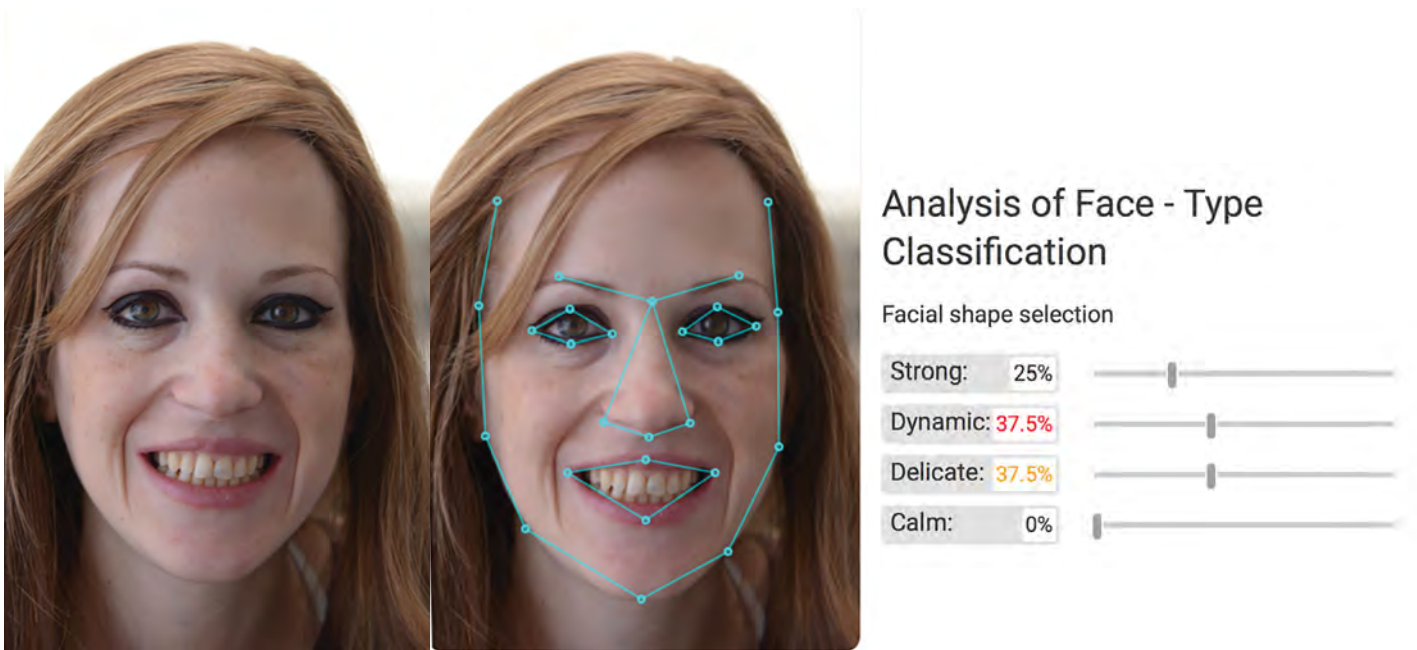 Analysis of Face - Type
Classification
Facial shape selection
Strong: 25%
Dynamic: 37.5%
Delicate: 37.5%
Calm: 0%